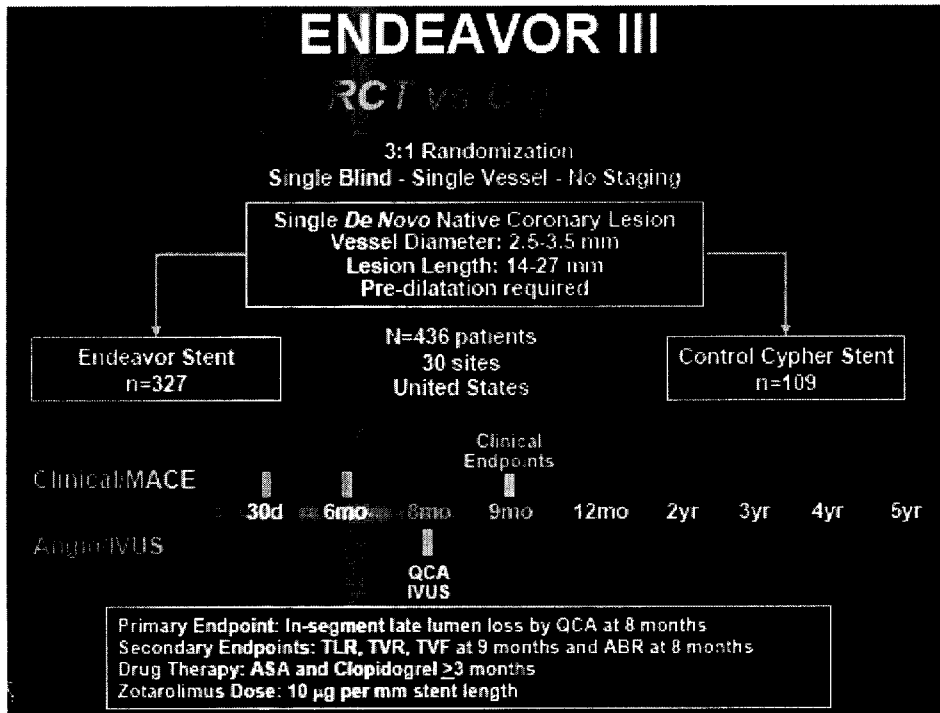 ENDEAVOR III
RCT vs
3:1 Randomization
Single Blind - Single Vessel - No Staging
Single De Novo Native Coronary Lesion
Vessel Diameter: 2.5-3.5 mm
Lesion Length: 14-27 mm
Pre-dilatation required
Endeavor Stent
n=327
N=436 patients
30 sites
United States
Control Cypher Stent
n=109
Clinical
Endpoints
Clinical/MACE
30d 6mo 8mo 9mo 12mo 2yr 3yr 4yr 5yr
Angio/IVUS
QCA
IVUS
Primary Endpoint: In-segment late lumen loss by QCA at 8 months
Secondary Endpoints: TLR, TVR, TVF at 9 months and ABR at 8 months
Drug Therapy: ASA and Clopidogrel ≥3 months
Zotarolimus Dose: 10 µg per mm stent length